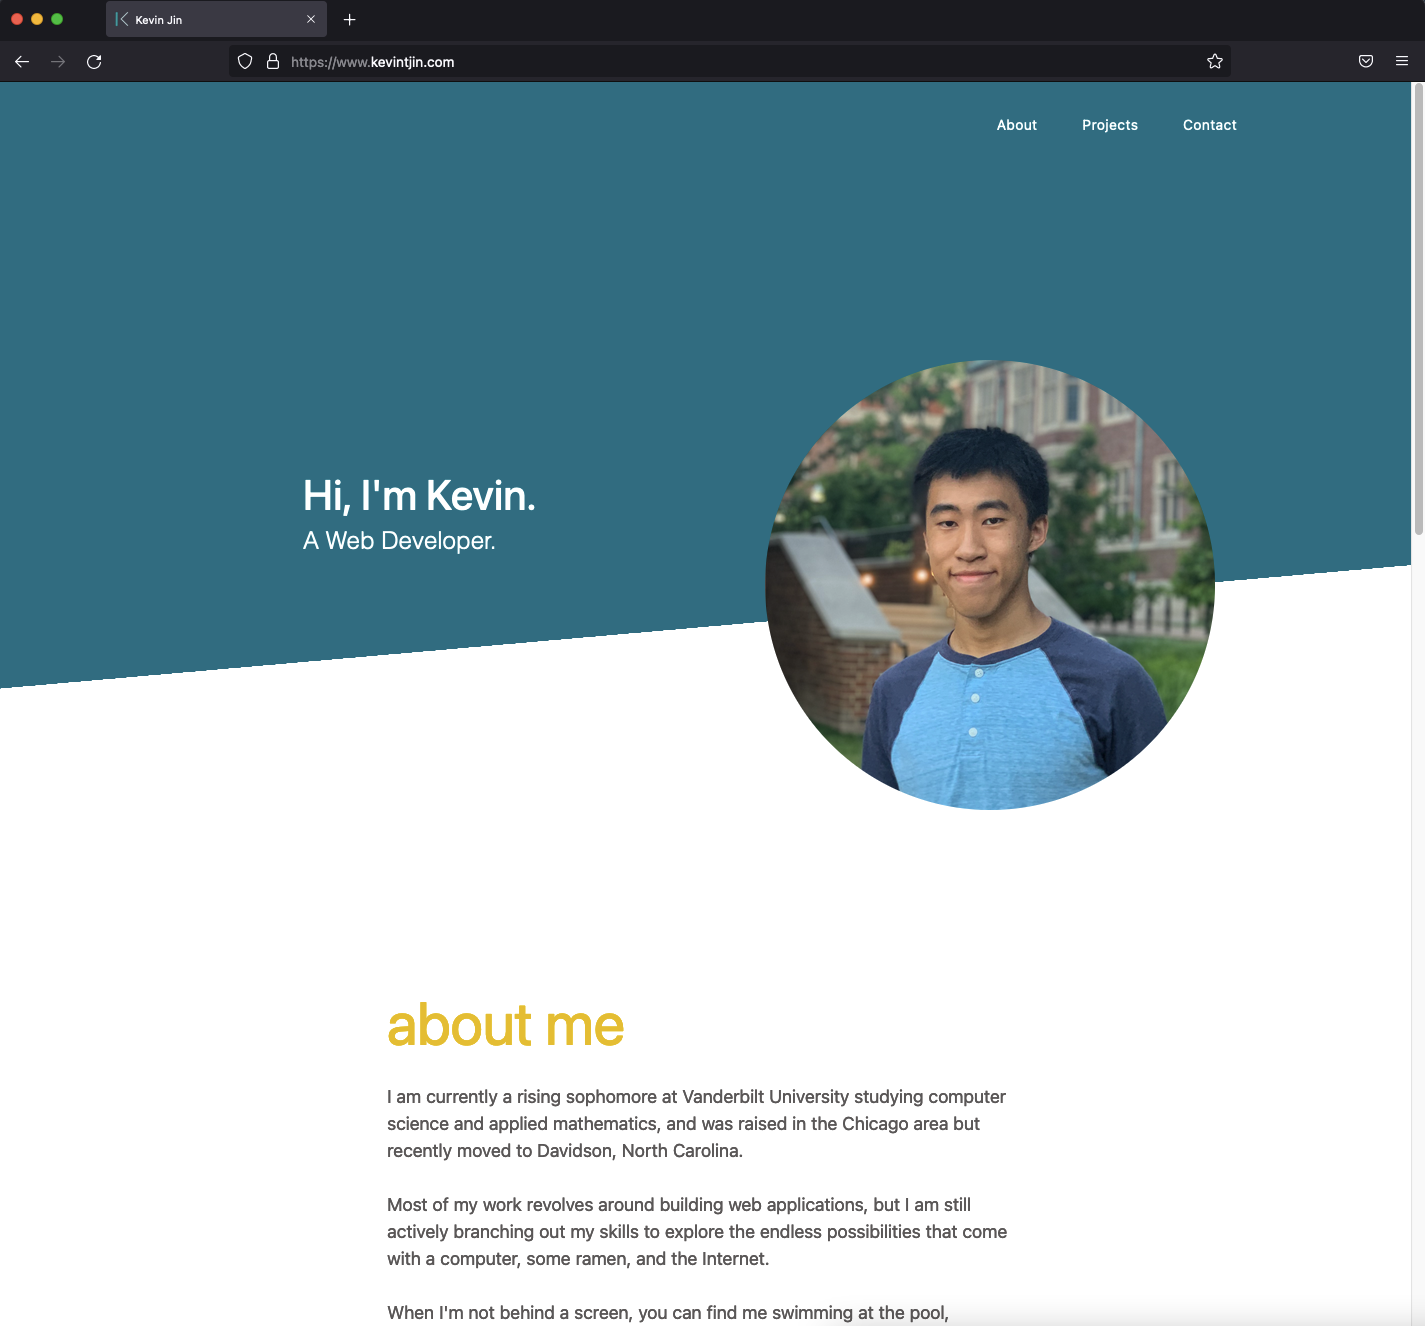 Kevin Jin
https://www.kevintjin.com
About Projects Contact
Hi, I'm Kevin.
A Web Developer.
about me
I am currently a rising sophomore at Vanderbilt University studying computer
science and applied mathematics, and was raised in the Chicago area but
recently moved to Davidson, North Carolina.
Most of my work revolves around building web applications, but I am still
actively branching out my skills to explore the endless possibilities that come
with a computer, some ramen, and the Internet.
When I'm not behind a screen, you can find me swimming at the pool,